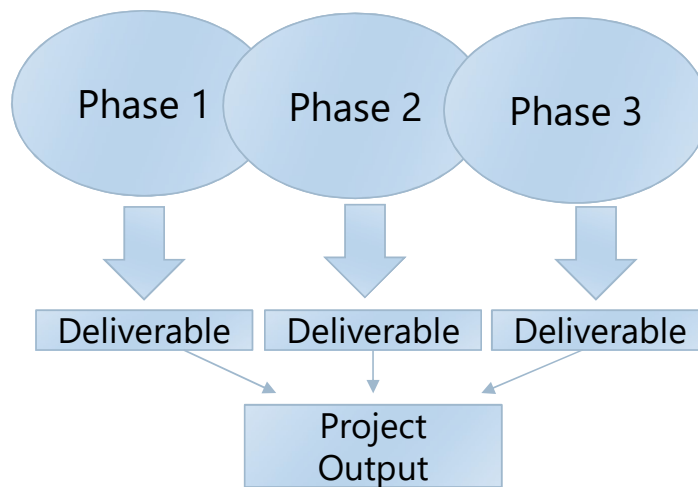 Phase 1
Phase 2
Phase 3
Deliverable
Deliverable
Deliverable
Project
Output